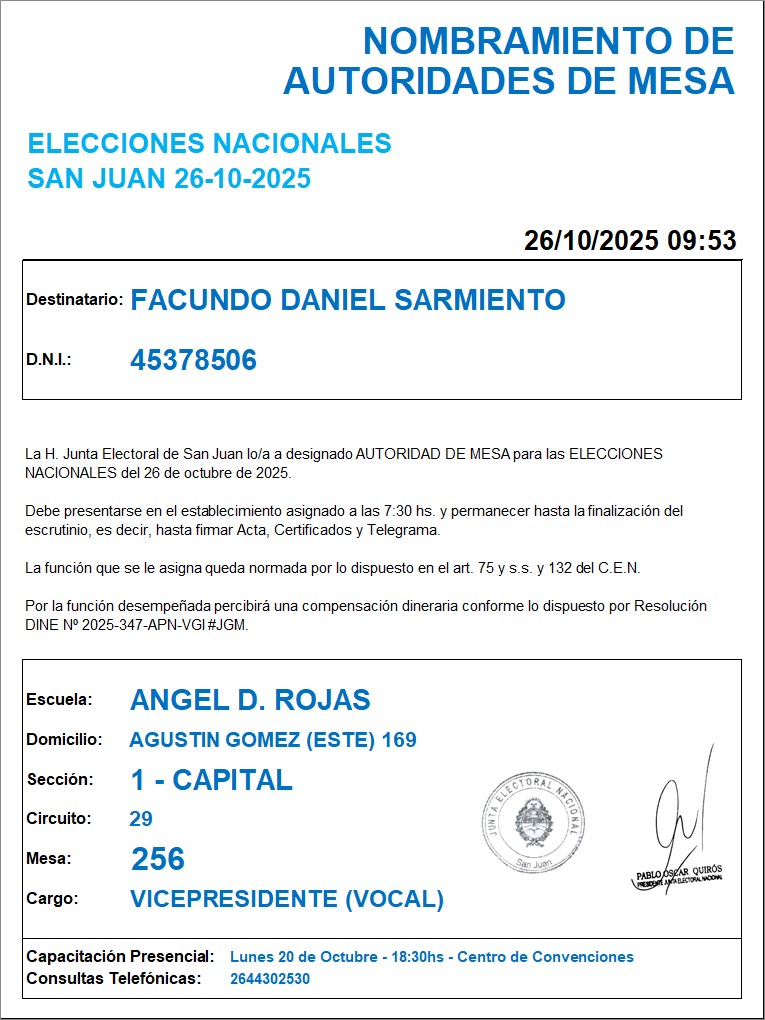 NOMBRAMIENTO DE
AUTORIDADES DE MESA
ELECCIONES NACIONALES
SAN JUAN 26-10-2025
26/10/2025 09:53
Destinatario: FACUNDO DANIEL SARMIENTO
D.N.I.: 45378506
La H. Junta Electoral de San Juan lo/a a designado AUTORIDAD DE MESA para las ELECCIONES
NACIONALES del 26 de octubre de 2025.
Debe presentarse en el establecimiento asignado a las 7:30 hs. y permanecer hasta la finalización del
escrutinio, es decir, hasta firmar Acta, Certificados y Telegrama.
La función que se le asigna queda normada por lo dispuesto en el art. 75 y s.s. y 132 del C.E.N.
Por la función desempeñada percibirá una compensación dineraria conforme lo dispuesto por Resolución
DINE Nº 2025-347-APN-VGI#JGM.
Escuela: ANGEL D. ROJAS
Domicilio: AGUSTIN GOMEZ (ESTE) 169
Sección: 1 - CAPITAL
Circuito: 29
Mesa: 256
Cargo: VICEPRESIDENTE (VOCAL)
JUNTA ELECTORAL NACIONAL
San Juan
PABLO OSCAR QUIRÓS
PRESIDENTE JUNTA ELECTORAL NACIONAL
Capacitación Presencial: Lunes 20 de Octubre - 18:30hs - Centro de Convenciones
Consultas Telefónicas: 2644302530